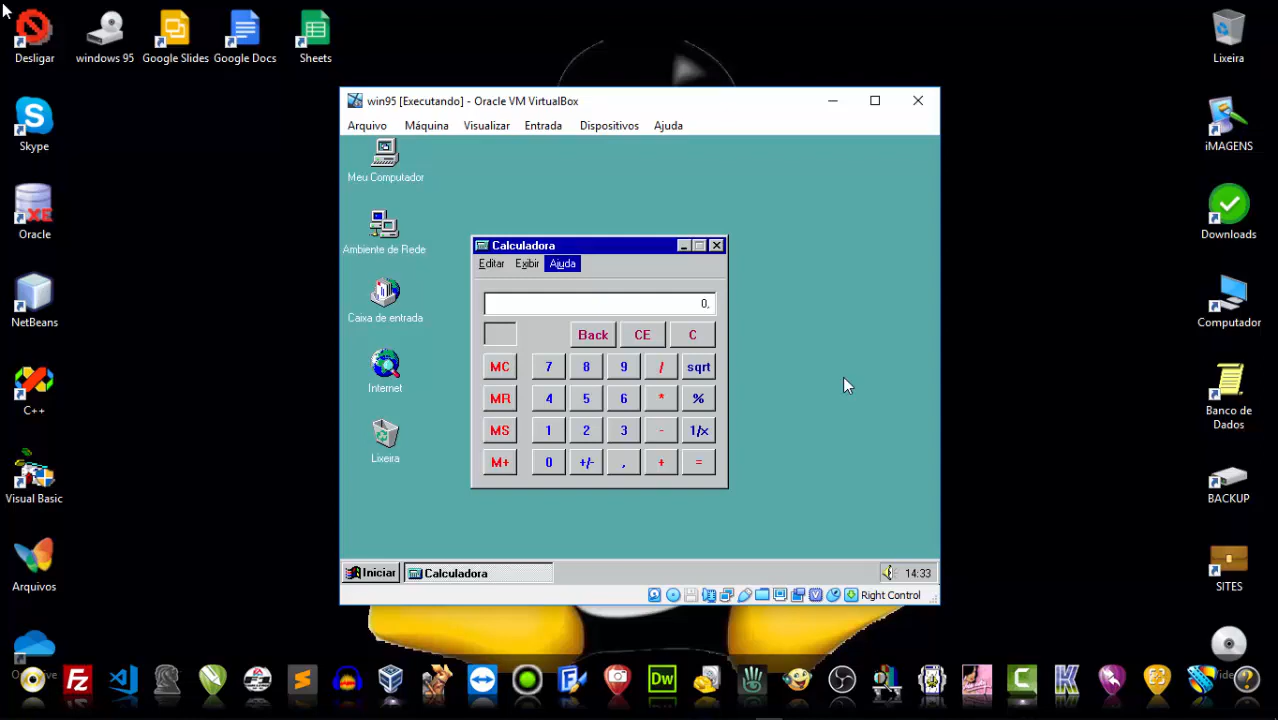 Desligar
windows 95
Google Slides
Google Docs
Sheets
Lixeira
Skype
iMAGENS
Oracle
XE
Downloads
NetBeans
Computador
C++
Banco de
Dados
Visual Basic
BACKUP
Arquivos
SITES
win95 [Executando] - Oracle VM VirtualBox
Arquivo Máquina Visualizar Entrada Dispositivos Ajuda
Meu Computador
Ambiente de Rede
Caixa de entrada
Internet
Lixeira
Calculadora
Editar Exibir Ajuda
0,
Back CE C
MC 7 8 9 / sqrt
MR 4 5 6 * %
MS 1 2 3 - 1/x
M+ 0 +/- , + =
Iniciar Calculadora 14:33
Right Control
Fz
Dw